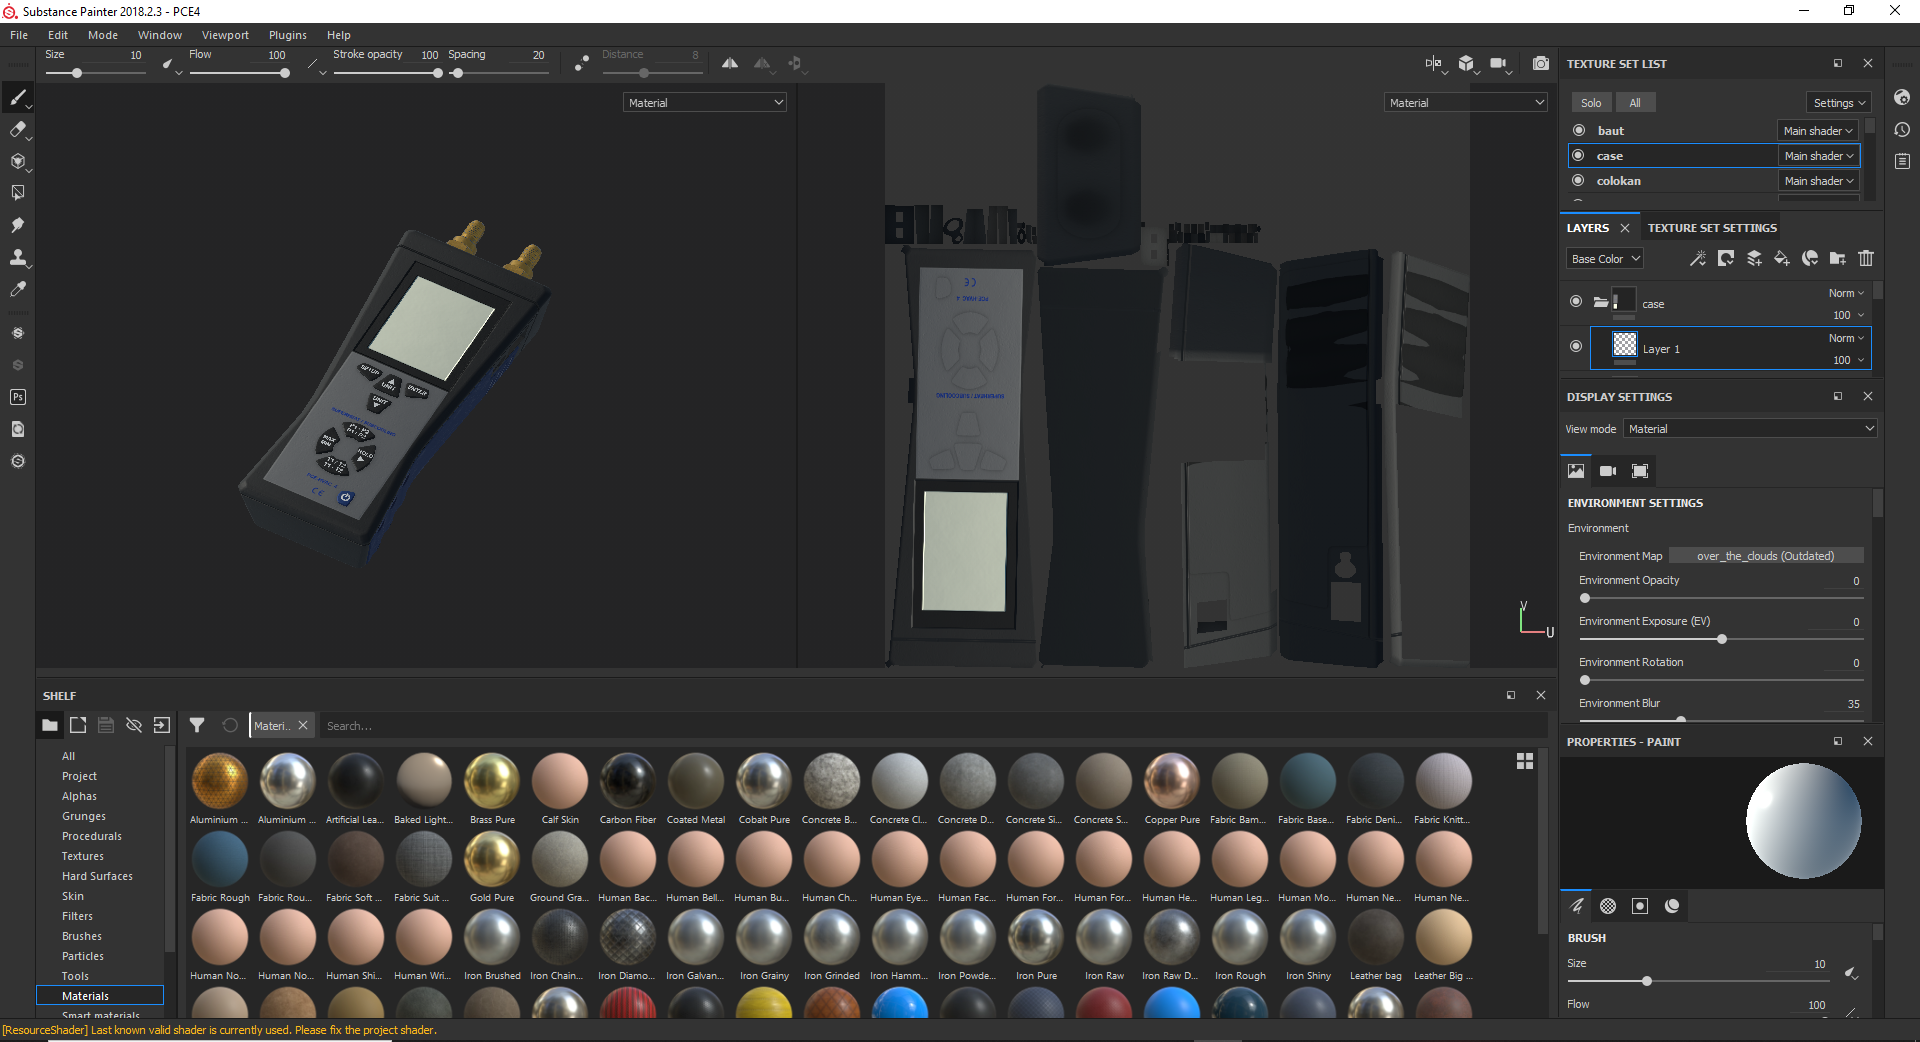 Substance Painter 2018.2.3 - PCE4
File Edit Mode Window Viewport Plugins Help
Size 10 Flow 100 Stroke opacity 100 Spacing 20 Distance 8
Material
Material
TEXTURE SET LIST
Solo All Settings
baut Main shader
case Main shader
colokan Main shader
LAYERS TEXTURE SET SETTINGS
Base Color
case Norm
100
Layer 1 Norm
100
DISPLAY SETTINGS
View mode Material
ENVIRONMENT SETTINGS
Environment
Environment Map over_the_clouds (Outdated)
Environment Opacity 0
Environment Exposure (EV) 0
Environment Rotation 0
Environment Blur 35
PROPERTIES - PAINT
BRUSH
Size 10
Flow 100
SETUP
UNIT
ENTER
UNIT
MAX
MIN
HOLD
CE
V
U
Ps
SHELF
Materi... Search...
All
Project
Alphas
Grunges
Procedurals
Textures
Hard Surfaces
Skin
Filters
Brushes
Particles
Tools
Materials
Smart materials
Aluminium ... Aluminium ... Artificial Lea... Baked Light... Brass Pure Calf Skin Carbon Fiber Coated Metal Cobalt Pure Concrete B... Concrete Cl... Concrete D... Concrete Si... Concrete S... Copper Pure Fabric Bam... Fabric Base... Fabric Deni... Fabric Knitt...
Fabric Rough Fabric Rou... Fabric Soft ... Fabric Suit ... Gold Pure Ground Gra... Human Bac... Human Bell... Human Bu... Human Ch... Human Eye... Human Fac... Human For... Human For... Human He... Human Leg... Human Mo... Human Ne... Human Ne...
Human No... Human No... Human Shi... Human Wri... Iron Brushed Iron Chain... Iron Diamo... Iron Galvan... Iron Grainy Iron Grinded Iron Hamm... Iron Powde... Iron Pure Iron Raw Iron Raw D... Iron Rough Iron Shiny Leather bag Leather Big ...
[ResourceShader] Last known valid shader is currently used. Please fix the project shader.